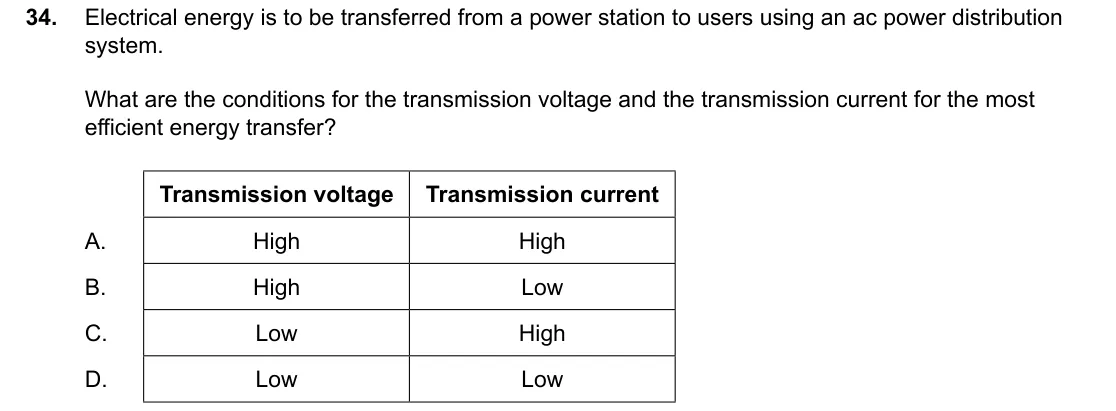 34. Electrical energy is to be transferred from a power station to users using an ac power distribution
system.
What are the conditions for the transmission voltage and the transmission current for the most
efficient energy transfer?
Transmission voltage Transmission current
A. High High
B. High Low
C. Low High
D. Low Low